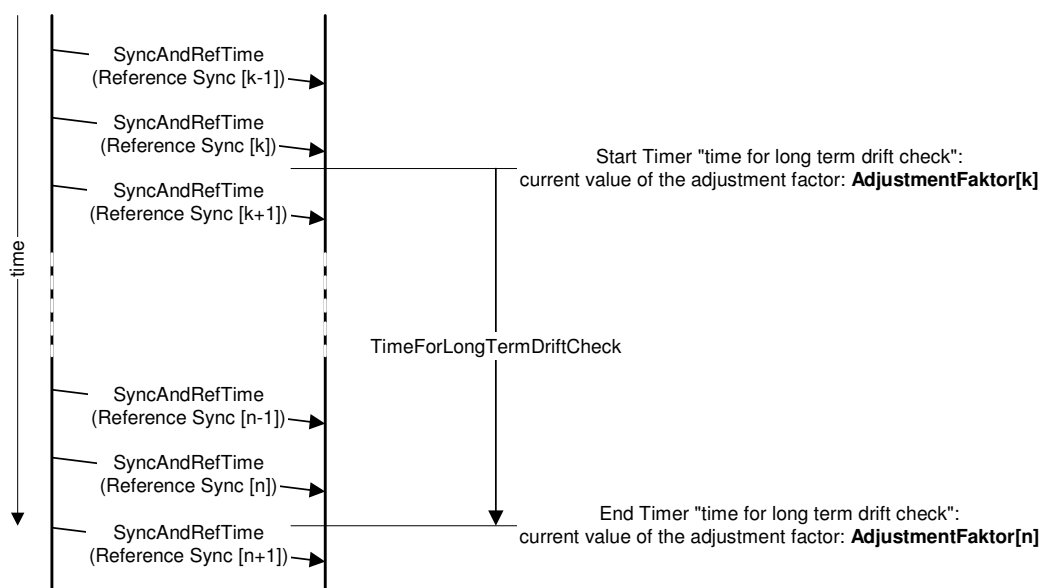 SyncAndRefTime
(Reference Sync [k-1])
SyncAndRefTime
(Reference Sync [k])
Start Timer "time for long term drift check":
current value of the adjustment factor: AdjustmentFaktor[k]
SyncAndRefTime
(Reference Sync [k+1])
time
TimeForLongTermDriftCheck
SyncAndRefTime
(Reference Sync [n-1])
SyncAndRefTime
(Reference Sync [n])
End Timer "time for long term drift check":
current value of the adjustment factor: AdjustmentFaktor[n]
SyncAndRefTime
(Reference Sync [n+1])